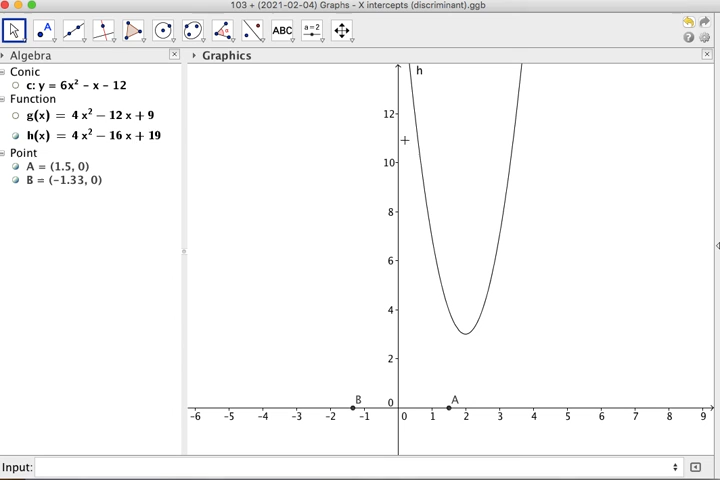 103 + (2021-02-04) Graphs - X intercepts (discriminant).ggb
A
ABC
a=2
Algebra
Graphics
Conic
c: y = 6x² − x − 12
Function
g(x) = 4 x² − 12 x + 9
h(x) = 4 x² − 16 x + 19
Point
A = (1.5, 0)
B = (−1.33, 0)
h
12
10
8
6
4
2
0
B
A
-6 -5 -4 -3 -2 -1 0 1 2 3 4 5 6 7 8 9
Input: